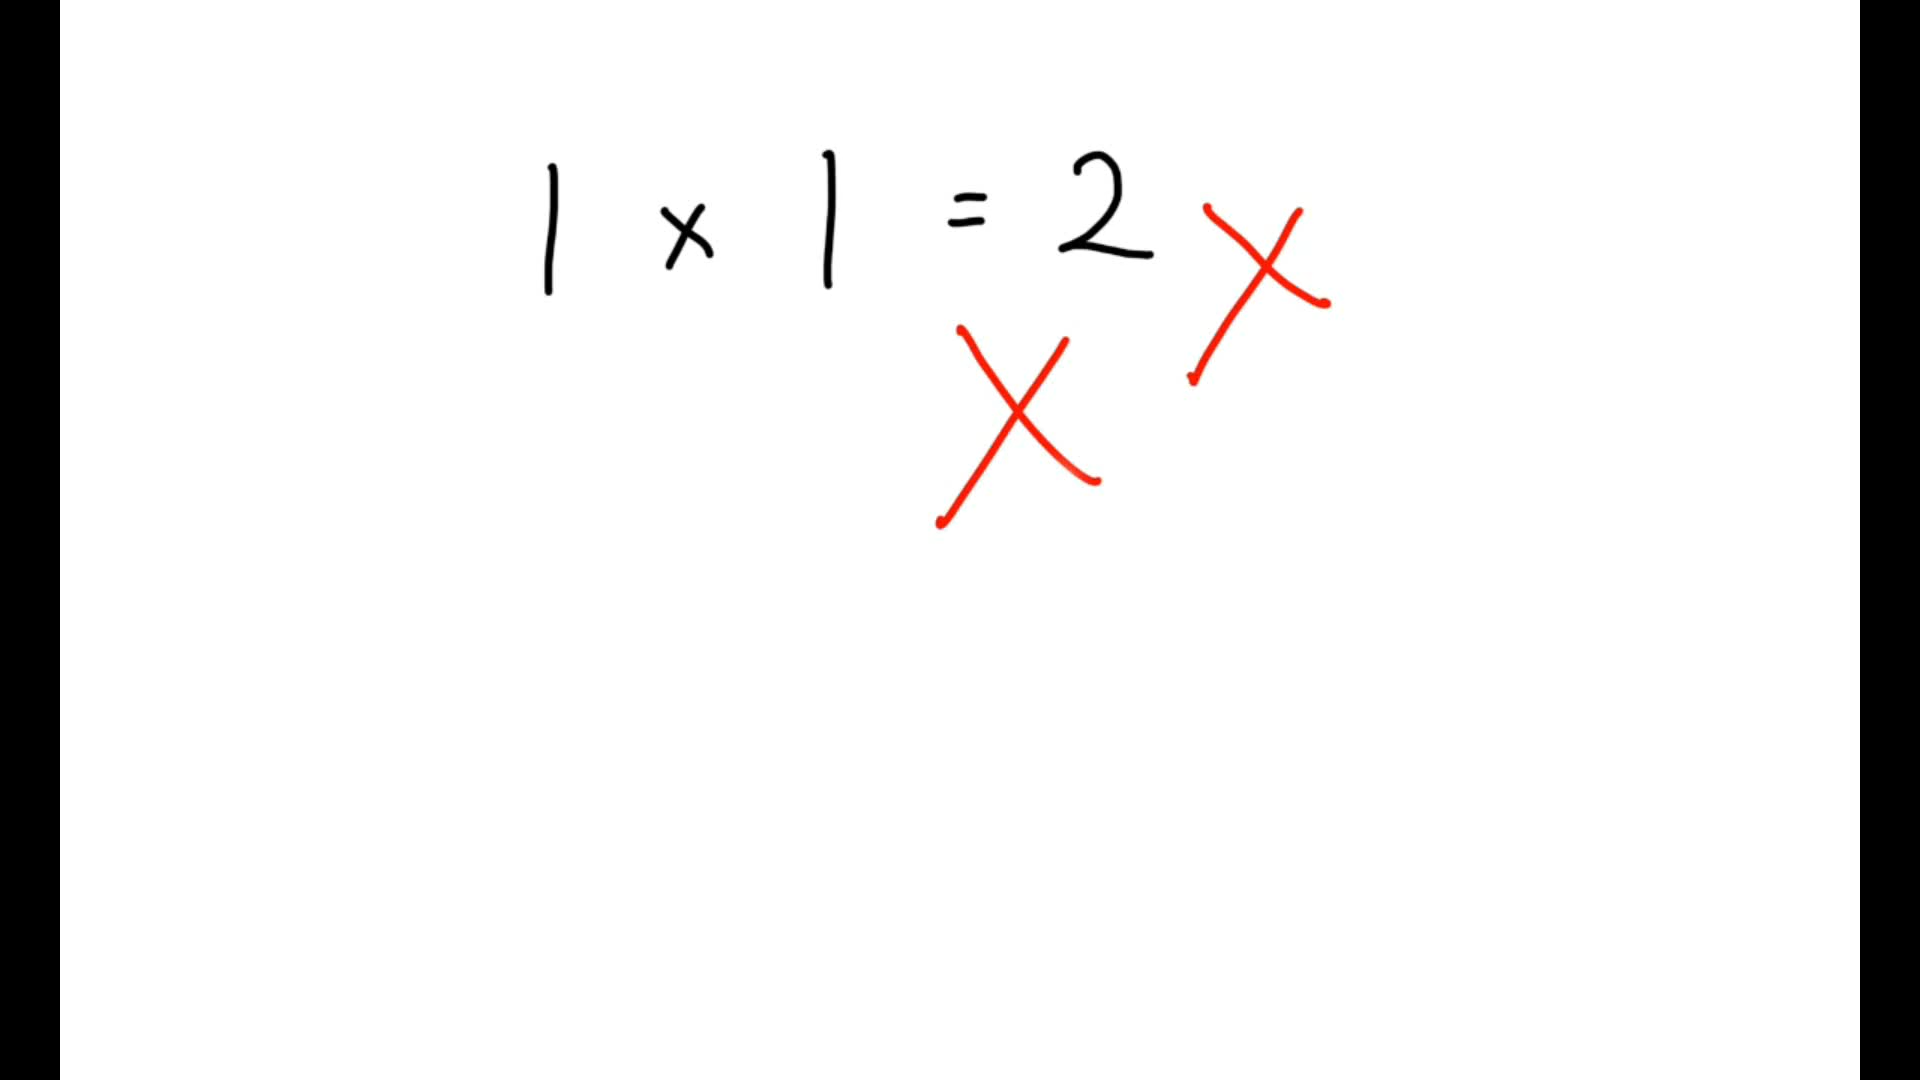 1 x 1 = 2